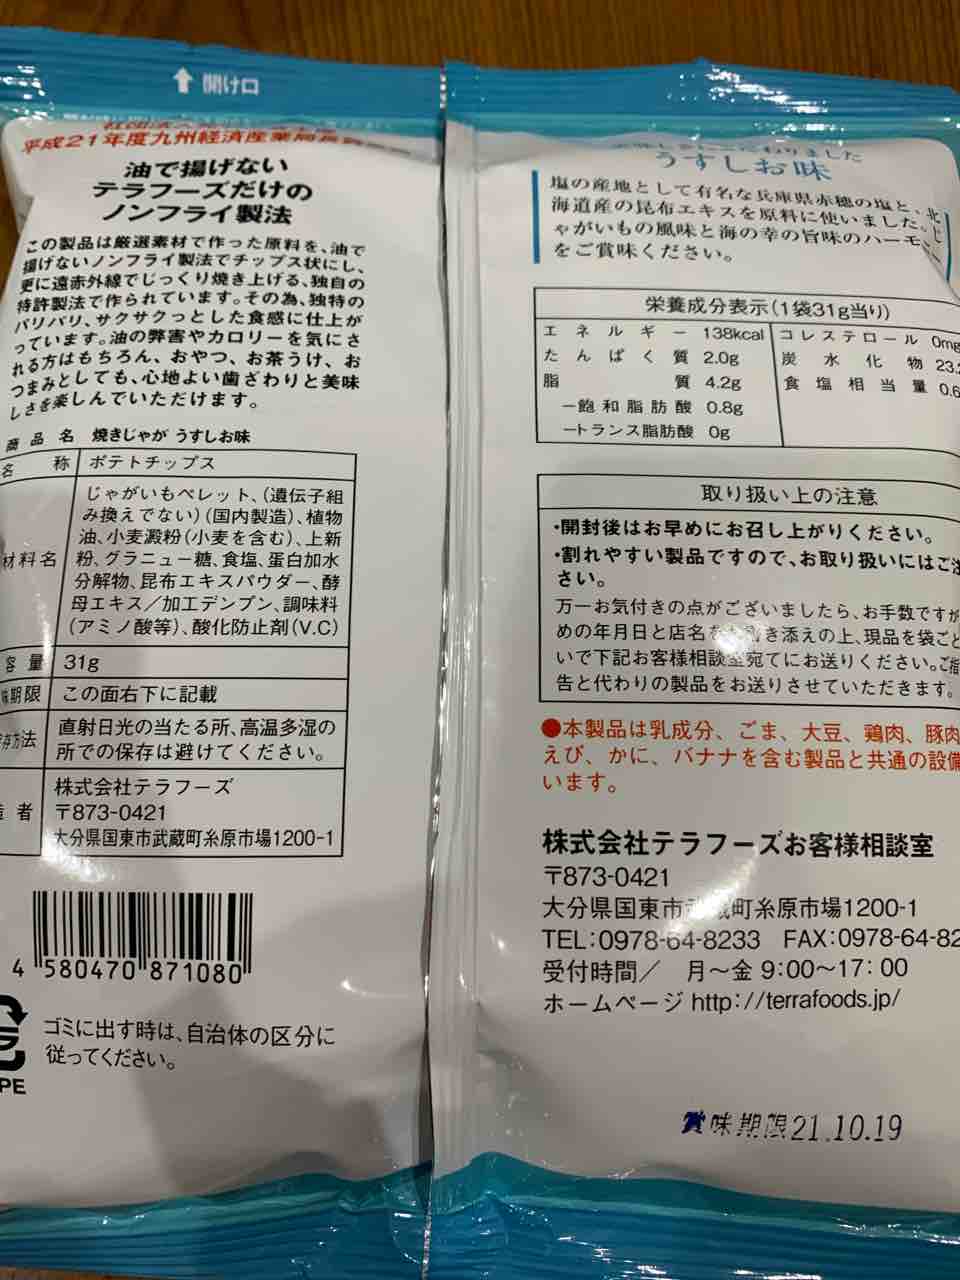 開け口
平成21年度九州経済産業局長
油で揚げない
テラフーズだけの
ノンフライ製法
この製品は厳選素材で作った原料を、油で
揚げないノンフライ製法でチップス状にし、
更に遠赤外線でじっくり焼き上げる、独自の
特許製法で作られています。その為、独特の
パリパリ、サクサクっとした食感に仕上が
っています。油の弊害やカロリーを気にさ
れる方はもちろん、おやつ、お茶うけ、お
つまみとしても、心地よい歯ざわりと美味
しさを楽しんでいただけます。
商品名 焼きじゃが うすしお味
名称 ポテトチップス
材料名 じゃがいもペレット、(遺伝子組
み換えでない)(国内製造)、植物
油、小麦澱粉(小麦を含む)、上新
粉、グラニュー糖、食塩、蛋白加水
分解物、昆布エキスパウダー、酵
母エキス/加工デンプン、調味料
(アミノ酸等)、酸化防止剤(V.C)
容量 31g
味期限 この面右下に記載
存方法 直射日光の当たる所、高温多湿の
所での保存は避けてください。
造者 株式会社テラフーズ
〒873-0421
大分県国東市武蔵町糸原市場1200-1
4 580470 871080
PE
ゴミに出す時は、自治体の区分に
従ってください。
うすしお味
塩の産地として有名な兵庫県赤穂の塩と、北
海道産の昆布エキスを原料に使いました。じ
ゃがいもの風味と海の幸の旨味のハーモニー
をご賞味ください。
栄養成分表示(1袋31g当り)
エネルギー 138kcal コレステロール 0mg
たんぱく質 2.0g 炭水化物 23.
脂質 4.2g 食塩相当量 0.6
－飽和脂肪酸 0.8g
－トランス脂肪酸 0g
取り扱い上の注意
・開封後はお早めにお召し上がりください。
・割れやすい製品ですので、お取り扱いにはご注
さい。
万一お気付きの点がございましたら、お手数ですが
めの年月日と店名をお書き添えの上、現品を袋ごと
いで下記お客様相談室宛てにお送りください。ご指
告と代わりの製品をお送りさせていただきます。
●本製品は乳成分、ごま、大豆、鶏肉、豚肉
えび、かに、バナナを含む製品と共通の設備
います。
株式会社テラフーズお客様相談室
〒873-0421
大分県国東市武蔵町糸原市場1200-1
TEL:0978-64-8233 FAX:0978-64-82
受付時間/ 月〜金 9:00〜17:00
ホームページ http://terrafoods.jp/
賞味期限21.10.19